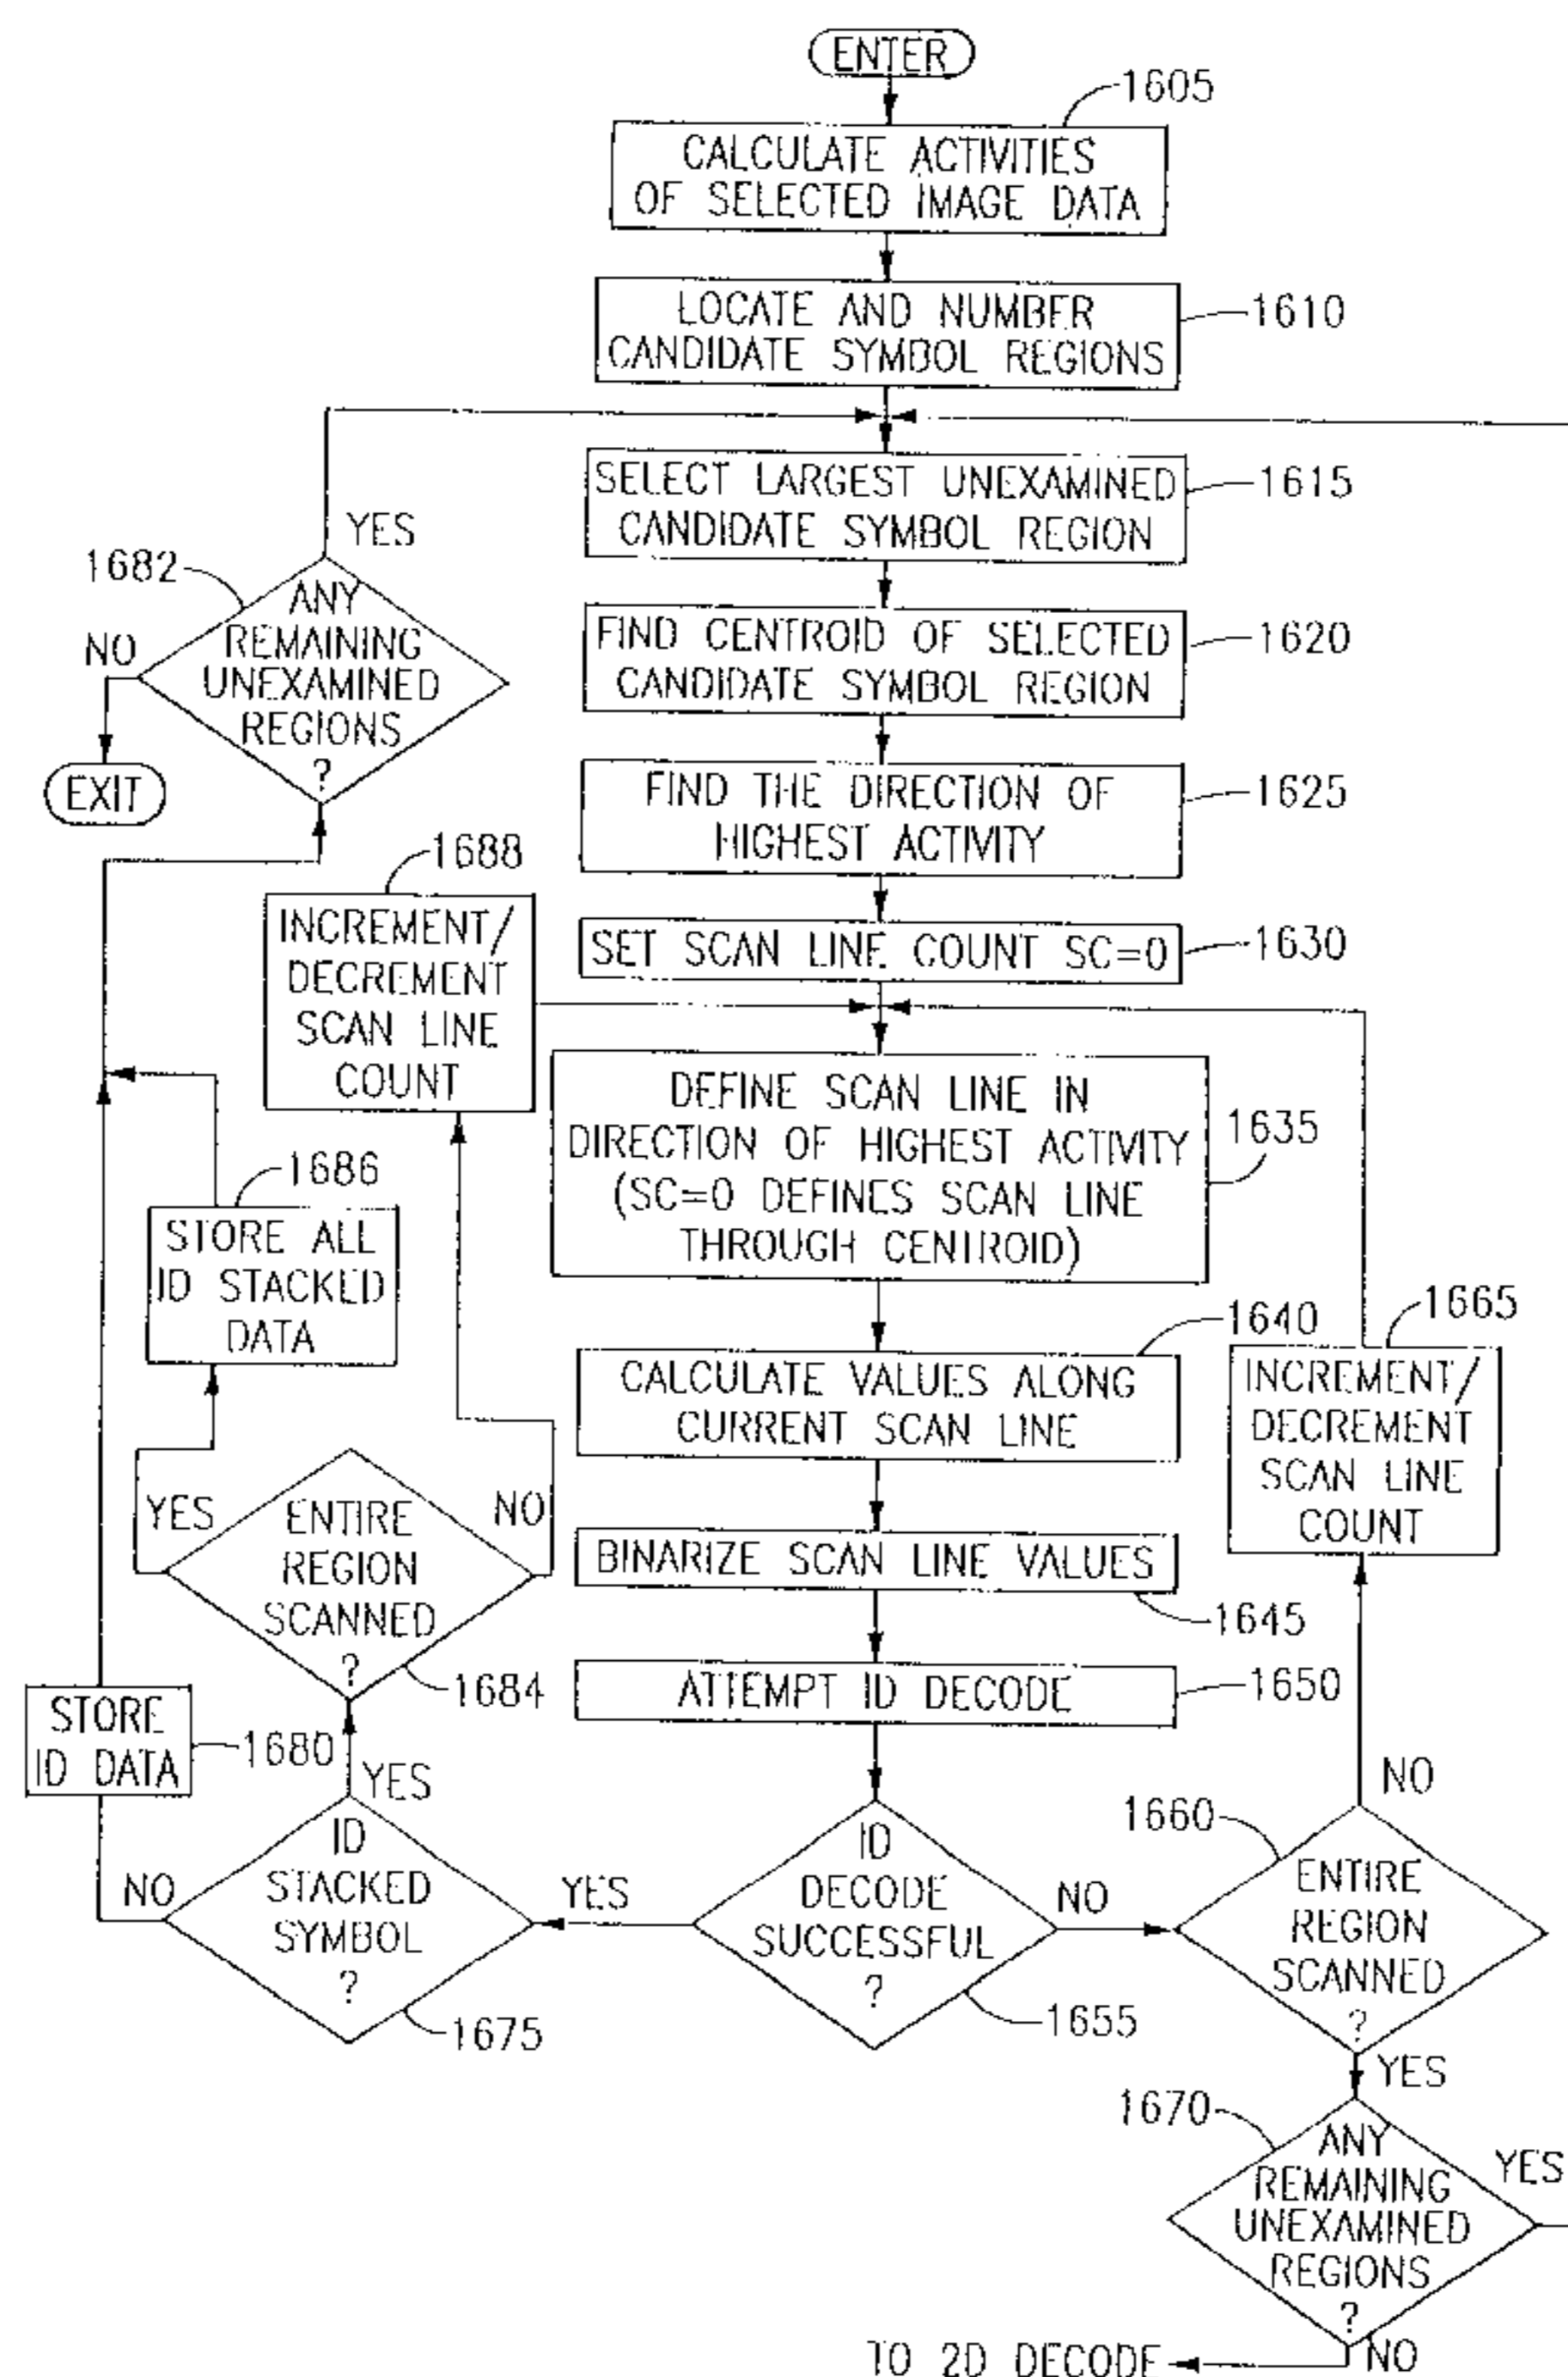 ENTER
1605
CALCULATE ACTIVITIES
OF SELECTED IMAGE DATA
LOCATE AND NUMBER
CANDIDATE SYMBOL REGIONS
1610
SELECT LARGEST UNEXAMINED
CANDIDATE SYMBOL REGION
1615
YES
1682
ANY
REMAINING
UNEXAMINED
REGIONS
?
NO
EXIT
FIND CENTROID OF SELECTED
CANDIDATE SYMBOL REGION
1620
FIND THE DIRECTION OF
HIGHEST ACTIVITY
1625
1688
INCREMENT/
DECREMENT
SCAN LINE
COUNT
SET SCAN LINE COUNT SC=0
1630
DEFINE SCAN LINE IN
DIRECTION OF HIGHEST ACTIVITY
(SC=0 DEFINES SCAN LINE
THROUGH CENTROID)
1635
1686
STORE ALL
1D STACKED
DATA
1640
CALCULATE VALUES ALONG
CURRENT SCAN LINE
1665
INCREMENT/
DECREMENT
SCAN LINE
COUNT
YES
ENTIRE
REGION
SCANNED
?
NO
1684
BINARIZE SCAN LINE VALUES
1645
ATTEMPT 1D DECODE
1650
STORE
1D DATA
1680
YES
1D
STACKED
SYMBOL
?
NO
1675
YES
1D
DECODE
SUCCESSFUL
?
1655
NO
1660
ENTIRE
REGION
SCANNED
?
NO
YES
1670
ANY
REMAINING
UNEXAMINED
REGIONS
?
YES
NO
TO 2D DECODE